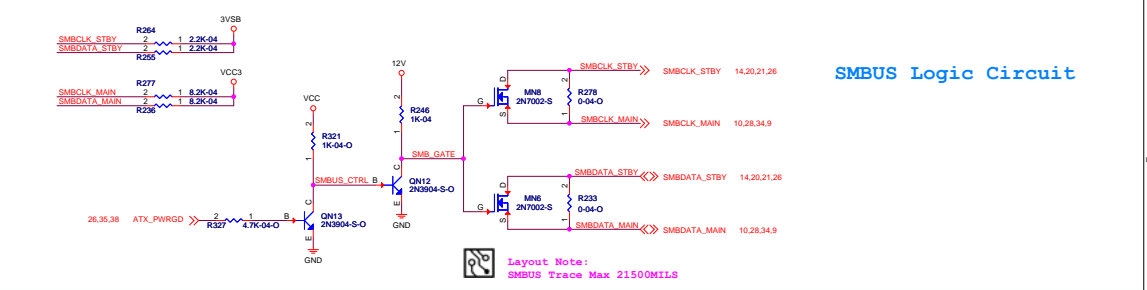 SMBUS Logic Circuit
3VSB
R264
SMBCLK_STBY 2 1 2.2K-04
SMBDATA_STBY 2 1 2.2K-04
R255
VCC3
R277
SMBCLK_MAIN 2 1 8.2K-04
SMBDATA_MAIN 2 1 8.2K-04
R236
VCC
2
R321
1K-04-O
1
12V
2
R246
1K-04
1
SMB_GATE
SMBUS_CTRL B
C
QN12
2N3904-S-O
E
GND
26,35,38 ATX_PWRGD
2 1
R327 4.7K-04-O
B
C
QN13
2N3904-S-O
E
GND
SMBCLK_STBY
SMBCLK_STBY 14,20,21,26
D
G
S
MN8
2N7002-S
2
R278
0-04-O
1
SMBCLK_MAIN
SMBCLK_MAIN 10,28,34,9
SMBDATA_STBY
SMBDATA_STBY 14,20,21,26
D
G
S
MN6
2N7002-S
2
R233
0-04-O
1
SMBDATA_MAIN
SMBDATA_MAIN 10,28,34,9
Layout Note:
SMBUS Trace Max 21500MILS